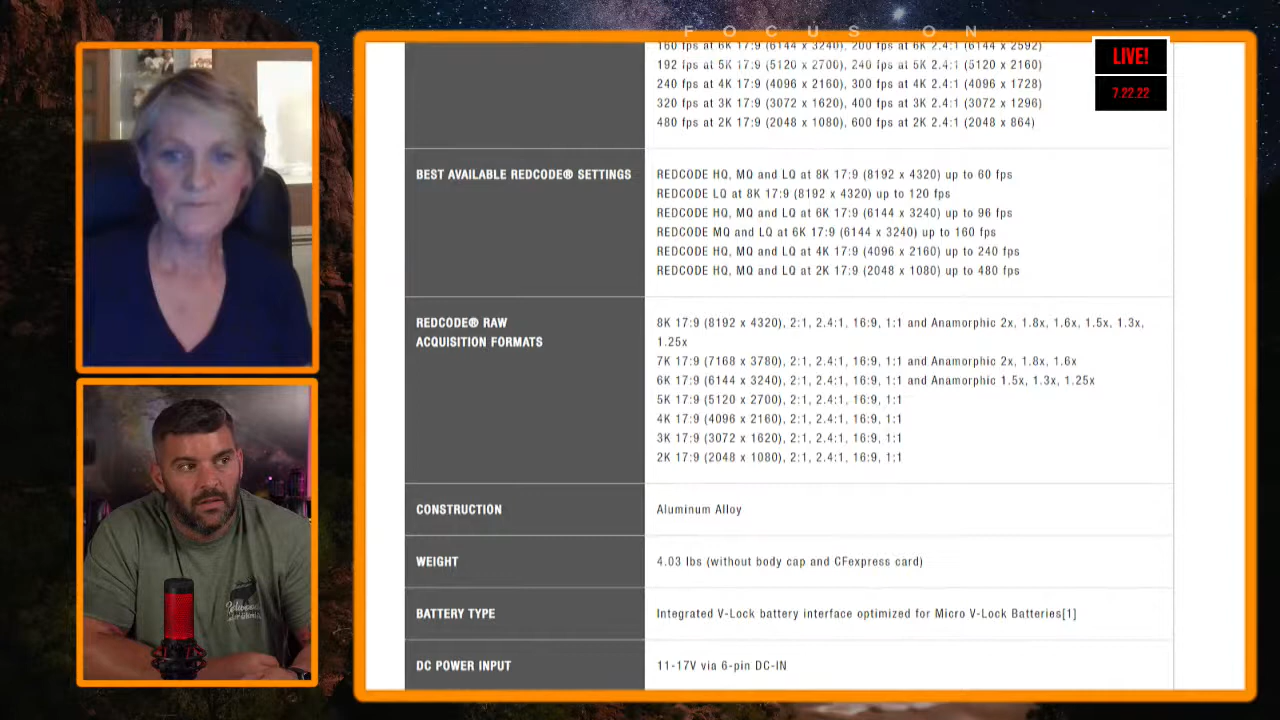 FOCUS ON
LIVE!
7.22.22
160 fps at 6K 17:9 (6144 x 3240), 200 fps at 6K 2.4:1 (6144 x 2592)
192 fps at 5K 17:9 (5120 x 2700), 240 fps at 5K 2.4:1 (5120 x 2160)
240 fps at 4K 17:9 (4096 x 2160), 300 fps at 4K 2.4:1 (4096 x 1728)
320 fps at 3K 17:9 (3072 x 1620), 400 fps at 3K 2.4:1 (3072 x 1296)
480 fps at 2K 17:9 (2048 x 1080), 600 fps at 2K 2.4:1 (2048 x 864)
BEST AVAILABLE REDCODE® SETTINGS
REDCODE HQ, MQ and LQ at 8K 17:9 (8192 x 4320) up to 60 fps
REDCODE LQ at 8K 17:9 (8192 x 4320) up to 120 fps
REDCODE HQ, MQ and LQ at 6K 17:9 (6144 x 3240) up to 96 fps
REDCODE MQ and LQ at 6K 17:9 (6144 x 3240) up to 160 fps
REDCODE HQ, MQ and LQ at 4K 17:9 (4096 x 2160) up to 240 fps
REDCODE HQ, MQ and LQ at 2K 17:9 (2048 x 1080) up to 480 fps
REDCODE® RAW
ACQUISITION FORMATS
8K 17:9 (8192 x 4320), 2:1, 2.4:1, 16:9, 1:1 and Anamorphic 2x, 1.8x, 1.6x, 1.5x, 1.3x,
1.25x
7K 17:9 (7168 x 3780), 2:1, 2.4:1, 16:9, 1:1 and Anamorphic 2x, 1.8x, 1.6x
6K 17:9 (6144 x 3240), 2:1, 2.4:1, 16:9, 1:1 and Anamorphic 1.5x, 1.3x, 1.25x
5K 17:9 (5120 x 2700), 2:1, 2.4:1, 16:9, 1:1
4K 17:9 (4096 x 2160), 2:1, 2.4:1, 16:9, 1:1
3K 17:9 (3072 x 1620), 2:1, 2.4:1, 16:9, 1:1
2K 17:9 (2048 x 1080), 2:1, 2.4:1, 16:9, 1:1
CONSTRUCTION
Aluminum Alloy
WEIGHT
4.03 lbs (without body cap and CFexpress card)
BATTERY TYPE
Integrated V-Lock battery interface optimized for Micro V-Lock Batteries[1]
DC POWER INPUT
11-17V via 6-pin DC-IN